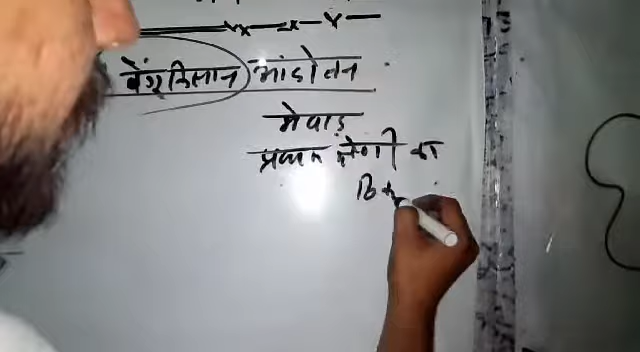 बेंगू किसान आंदोलन
मेवाड़
प्रथम श्रेणी का
ठि